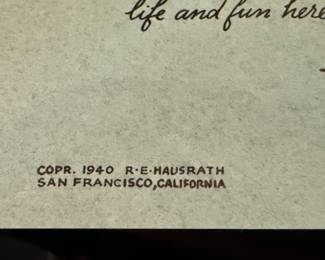 life and fun here
COPR. 1940 R·E·HAUSRATH
SAN FRANCISCO, CALIFORNIA